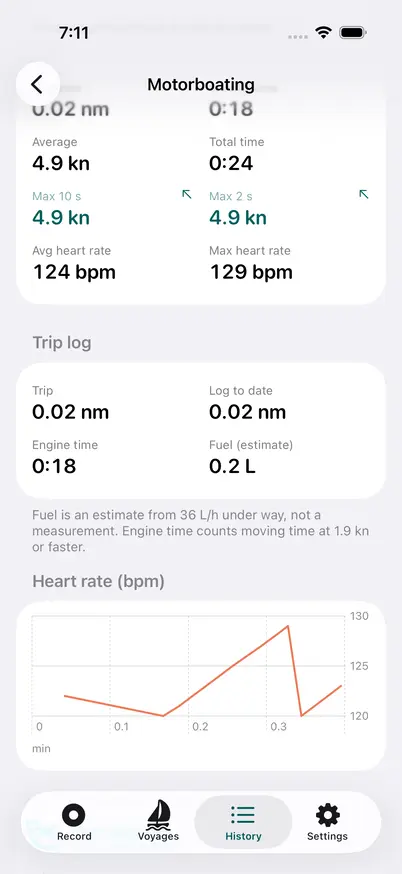 7:11
Motorboating
0.02 nm
0:18
Average
Total time
4.9 kn
0:24
Max 10 s
Max 2 s
4.9 kn
4.9 kn
Avg heart rate
Max heart rate
124 bpm
129 bpm
Trip log
Trip
Log to date
0.02 nm
0.02 nm
Engine time
Fuel (estimate)
0:18
0.2 L
Fuel is an estimate from 36 L/h under way, not a
measurement. Engine time counts moving time at 1.9 kn
or faster.
Heart rate (bpm)
130
125
120
0
0.1
0.2
0.3
min
Record
Voyages
History
Settings